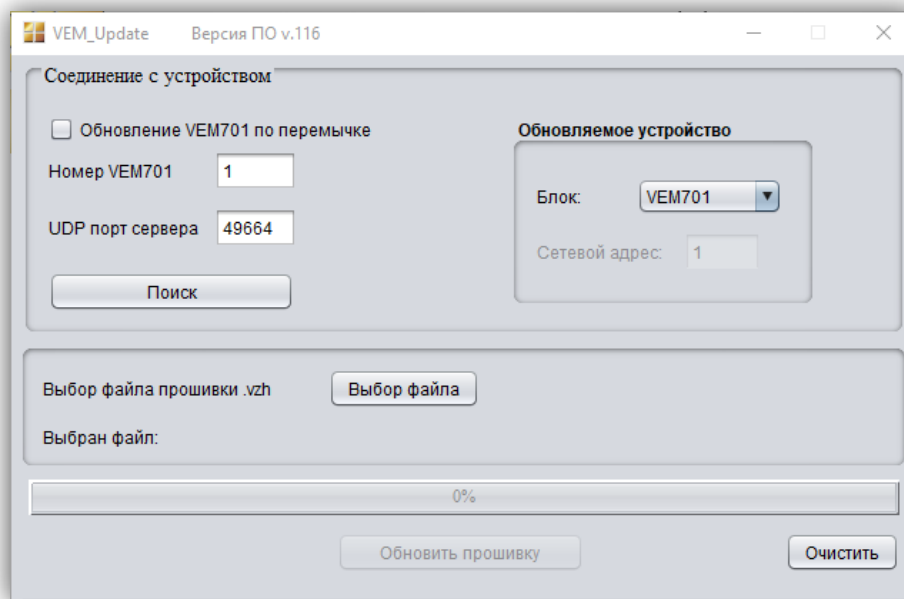 VEM_Update Версия ПО v.116
Соединение с устройством
Обновление VEM701 по перемычке
Номер VEM701 1
UDP порт сервера 49664
Поиск
Обновляемое устройство
Блок: VEM701
Сетевой адрес: 1
Выбор файла прошивки .vzh Выбор файла
Выбран файл:
0%
Обновить прошивку Очистить